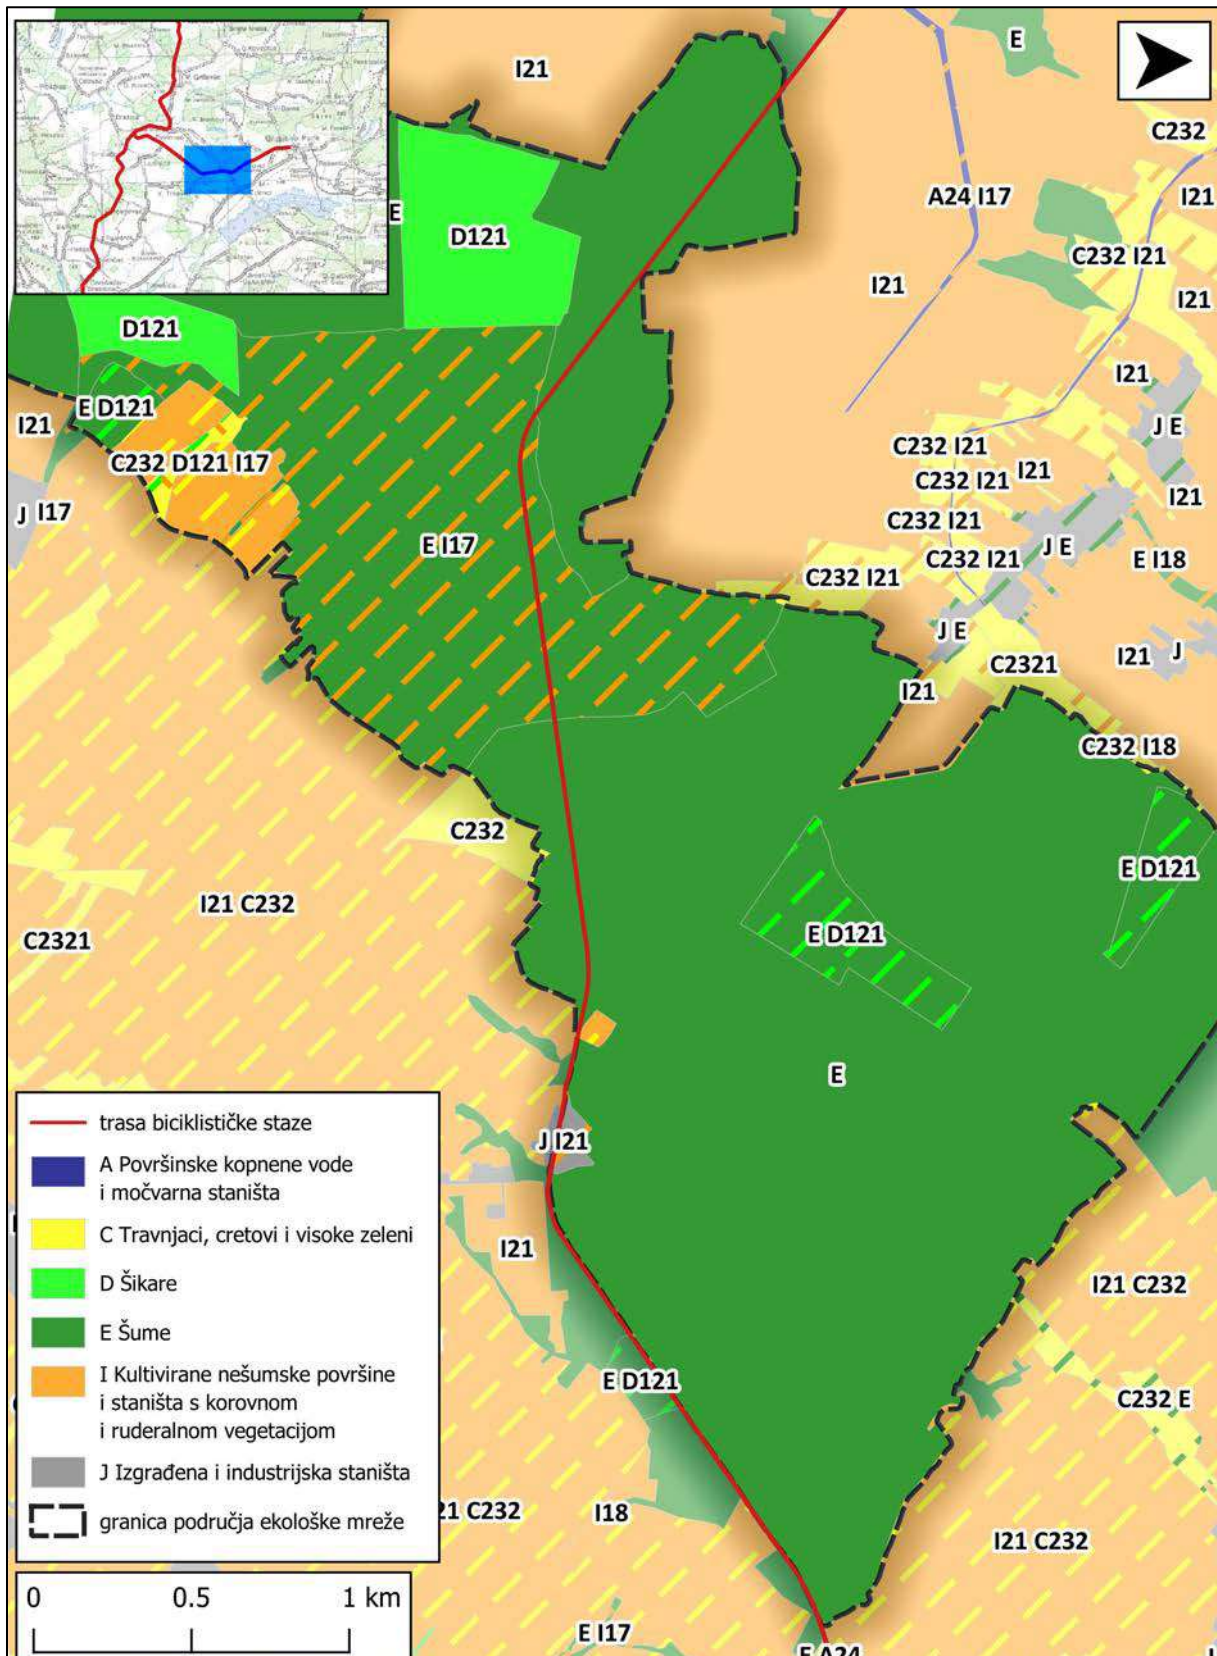 I21
E
C232
I21
A24 I17
E
D121
C232 I21
I21
I21
D121
I21
E D121
I21
J E
C232 I21
C232 D121 I17
I21
C232 I21
I21
J I17
C232 I21
E I17
J E
C232 I21
E I18
C232 I21
J E
I21
J
C2321
I21
C232 I18
C232
E D121
I21 C232
E D121
C2321
E
J I21
I21
I21 C232
E D121
C232 E
21 C232
I18
I21 C232
E I17
E A24
trasa biciklističke staze
A Površinske kopnene vode
i močvarna staništa
C Travnjaci, cretovi i visoke zeleni
D Šikare
E Šume
I Kultivirane nešumske površine
i staništa s korovnom
i ruderalnom vegetacijom
J Izgrađena i industrijska staništa
granica područja ekološke mreže
0 0.5 1 km